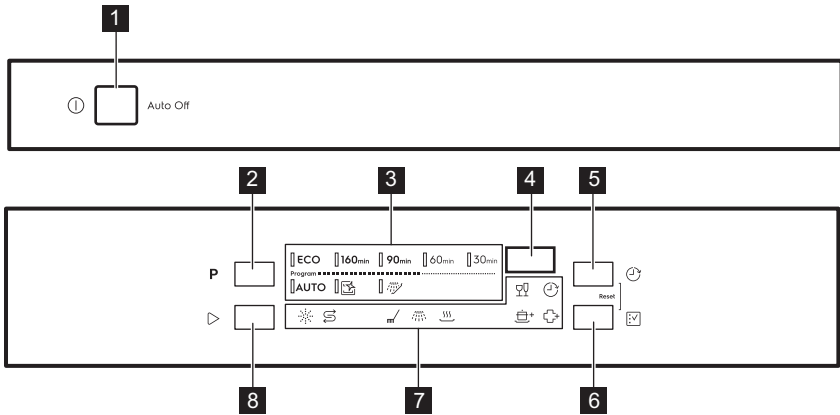 1
Auto Off
2 3 4 5
ECO 160min 90min 60min 30min
P
Program
AUTO
Reset
8 7 6